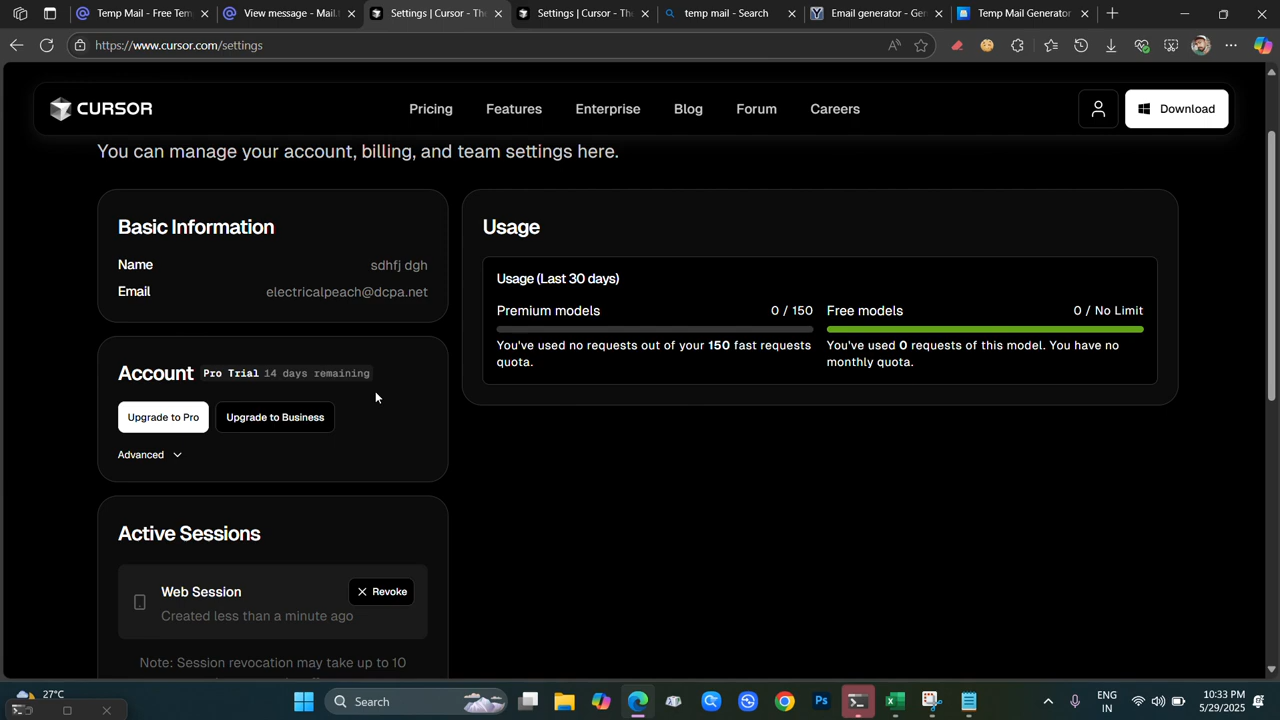 Temp Mail - Free Tem
View message - Mail.
Settings | Cursor - The
Settings | Cursor - The
temp mail - Search
Email generator - Ge
Temp Mail Generator
https://www.cursor.com/settings
CURSOR
Pricing
Features
Enterprise
Blog
Forum
Careers
Download
You can manage your account, billing, and team settings here.
Basic Information
Name
sdhfj dgh
Email
electricalpeach@dcpa.net
Account
Pro Trial 14 days remaining
Upgrade to Pro
Upgrade to Business
Advanced
Active Sessions
Web Session
Created less than a minute ago
Revoke
Note: Session revocation may take up to 10
Usage
Usage (Last 30 days)
Premium models
0 / 150
You've used no requests out of your 150 fast requests
quota.
Free models
0 / No Limit
You've used 0 requests of this model. You have no
monthly quota.
27°C
Search
Ps
ENG
IN
10:33 PM
5/29/2025